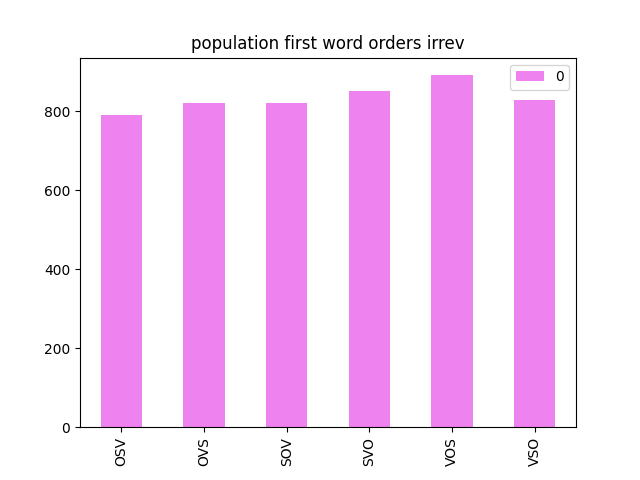 population first word orders irrev
0
800
600
400
200
0
OSV
OVS
SOV
SVO
VOS
VSO